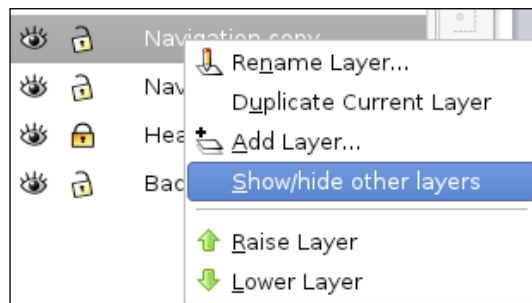 Navigation copy
Rename Layer...
Nav
Duplicate Current Layer
Hea
Add Layer...
Bac
Show/hide other layers
Raise Layer
Lower Layer